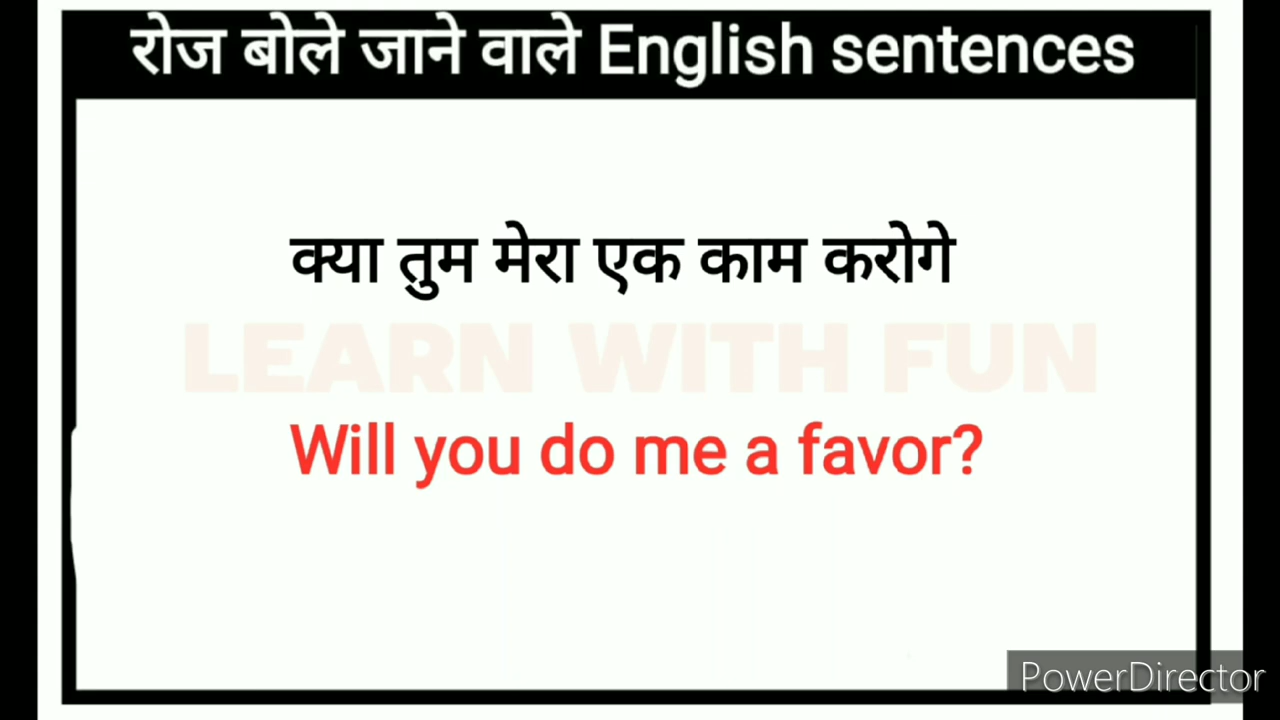 रोज बोले जाने वाले English sentences
क्या तुम मेरा एक काम करोगे
LEARN WITH FUN
Will you do me a favor?
PowerDirector